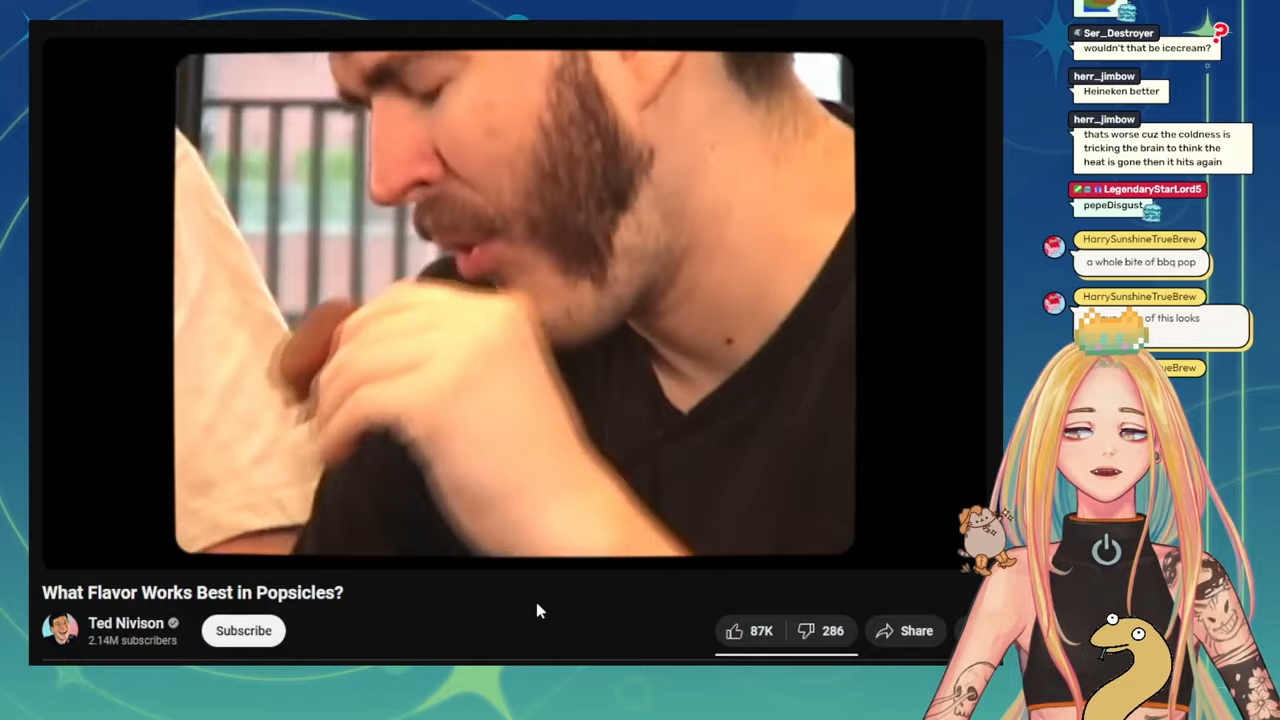 Ser_Destroyer
wouldn't that be icecream?
herr_jimbow
Heineken better
herr_jimbow
thats worse cuz the coldness is
tricking the brain to think the
heat is gone then it hits again
LegendaryStarLord5
pepeDisgust
HarrySunshineTrueBrew
a whole bite of bbq pop
HarrySunshineTrueBrew
of this looks
ueBrew
What Flavor Works Best in Popsicles?
Ted Nivison
2.14M subscribers
Subscribe
87K
286
Share